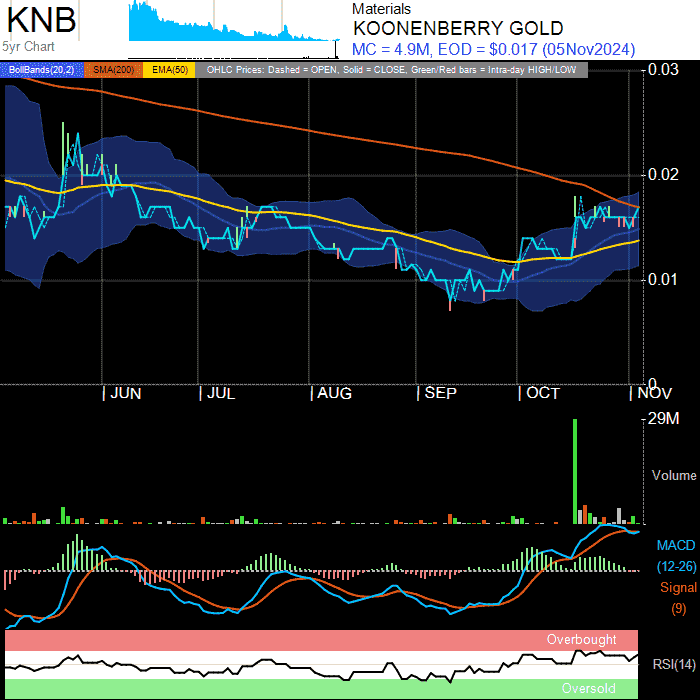 KNB
5yr Chart
Materials
KOONENBERRY GOLD
MC = 4.9M, EOD = $0.017 (05Nov2024)
BollBands(20,2) SMA(200) EMA(50) OHLC Prices: Dashed = OPEN, Solid = CLOSE, Green/Red bars = Intra-day HIGH/LOW
0.03
0.02
0.01
0
JUN JUL AUG SEP OCT NOV
29M
Volume
MACD
(12-26)
Signal
(9)
Overbought
RSI(14)
Oversold